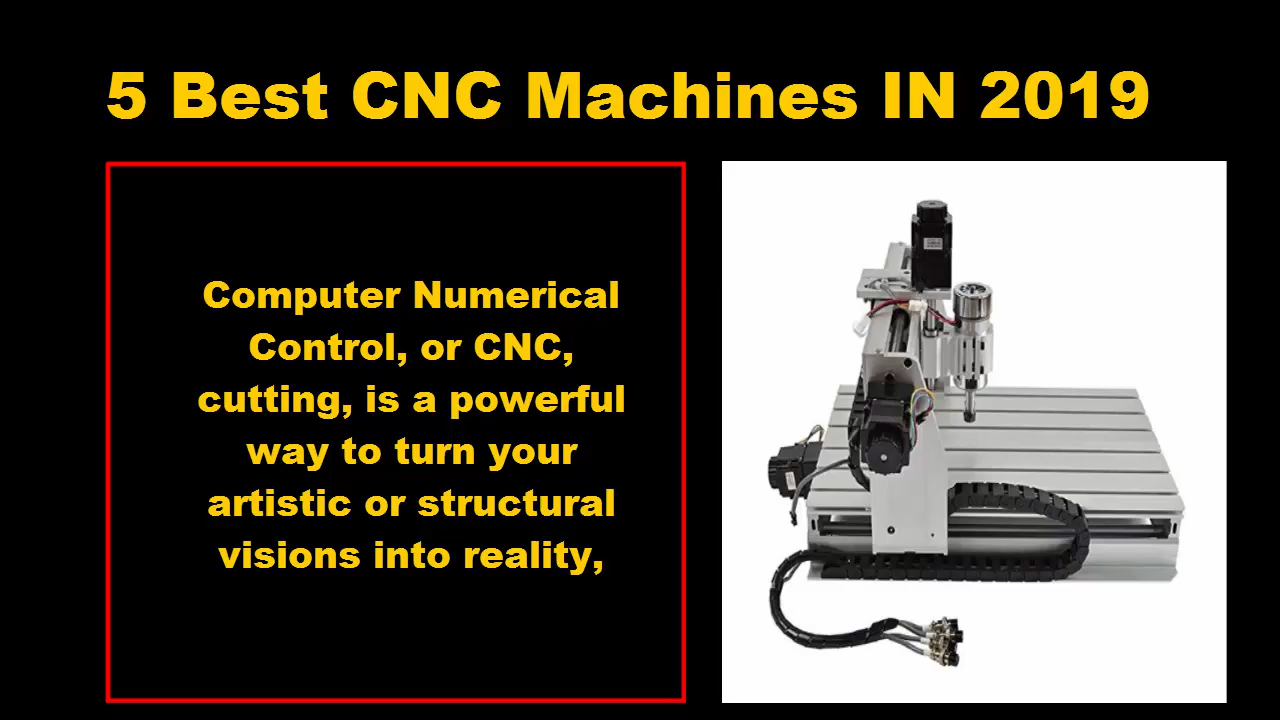 5 Best CNC Machines IN 2019
Computer Numerical
Control, or CNC,
cutting, is a powerful
way to turn your
artistic or structural
visions into reality,